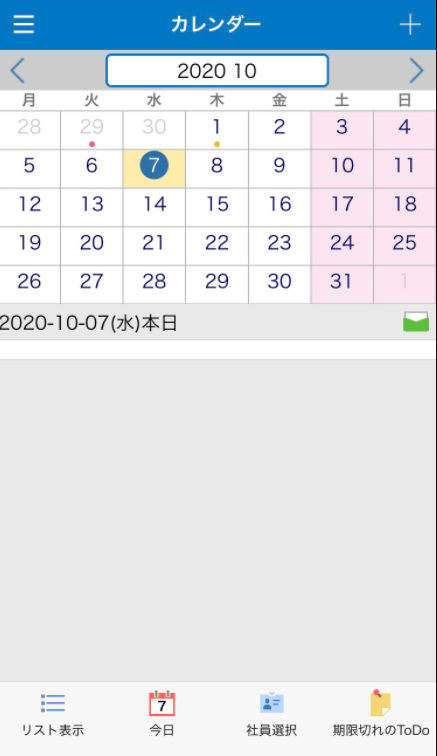 カレンダー
2020 10
月 火 水 木 金 土 日
28 29 30 1 2 3 4
5 6 7 8 9 10 11
12 13 14 15 16 17 18
19 20 21 22 23 24 25
26 27 28 29 30 31 1
2020-10-07(水)本日
7
リスト表示 今日 社員選択 期限切れのToDo